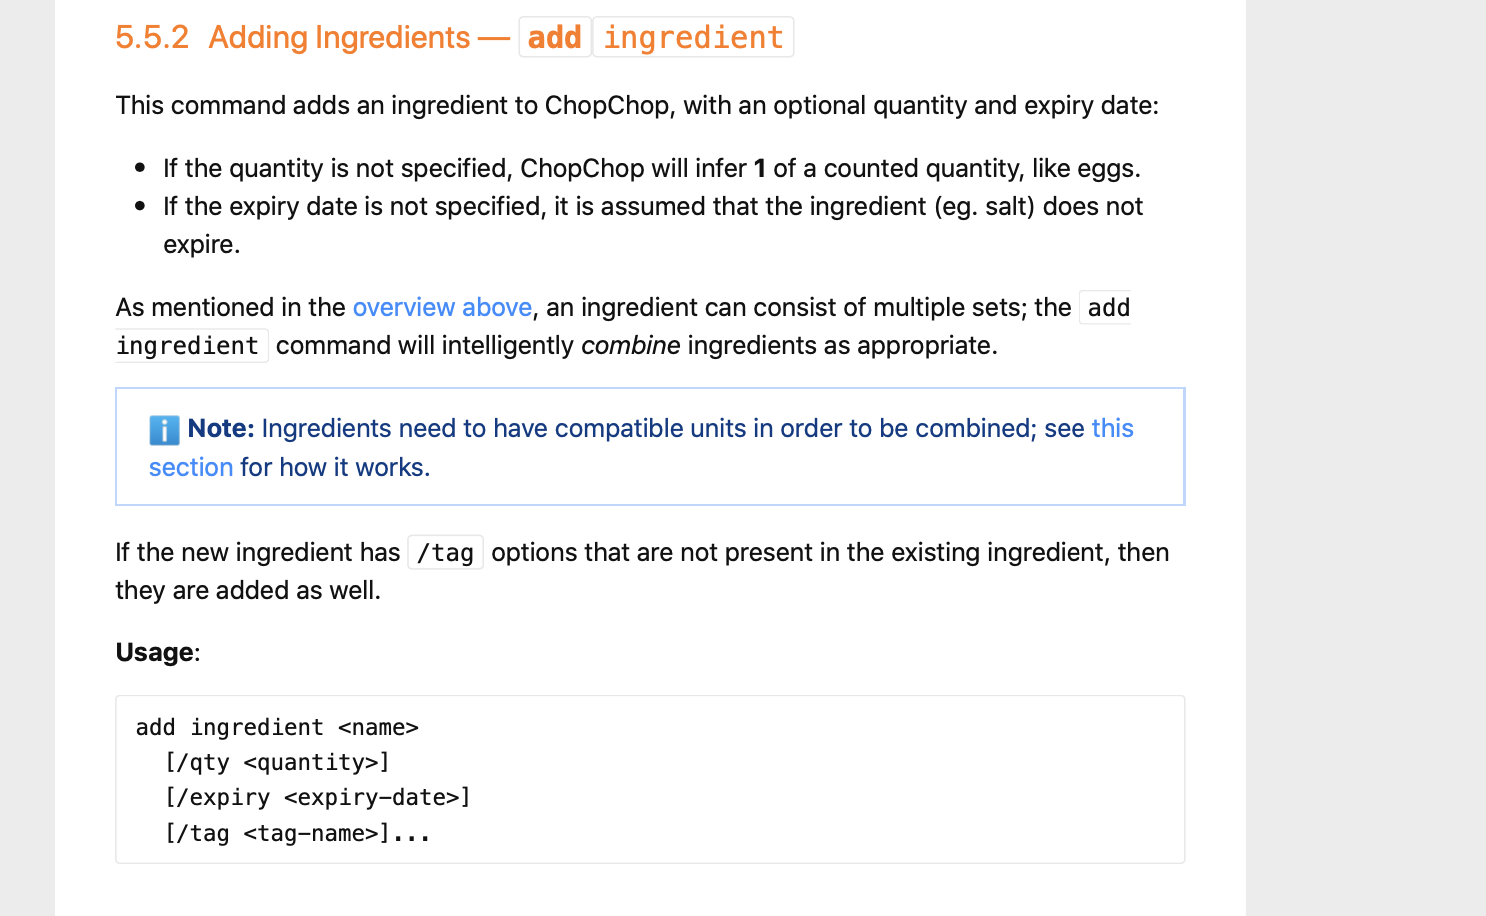 5.5.2 Adding Ingredients — add ingredient
This command adds an ingredient to ChopChop, with an optional quantity and expiry date:
• If the quantity is not specified, ChopChop will infer 1 of a counted quantity, like eggs.
• If the expiry date is not specified, it is assumed that the ingredient (eg. salt) does not
expire.
As mentioned in the overview above, an ingredient can consist of multiple sets; the add
ingredient command will intelligently combine ingredients as appropriate.
ℹ️ Note: Ingredients need to have compatible units in order to be combined; see this
section for how it works.
If the new ingredient has /tag options that are not present in the existing ingredient, then
they are added as well.
Usage:
add ingredient <name>
[/qty <quantity>]
[/expiry <expiry-date>]
[/tag <tag-name>]...